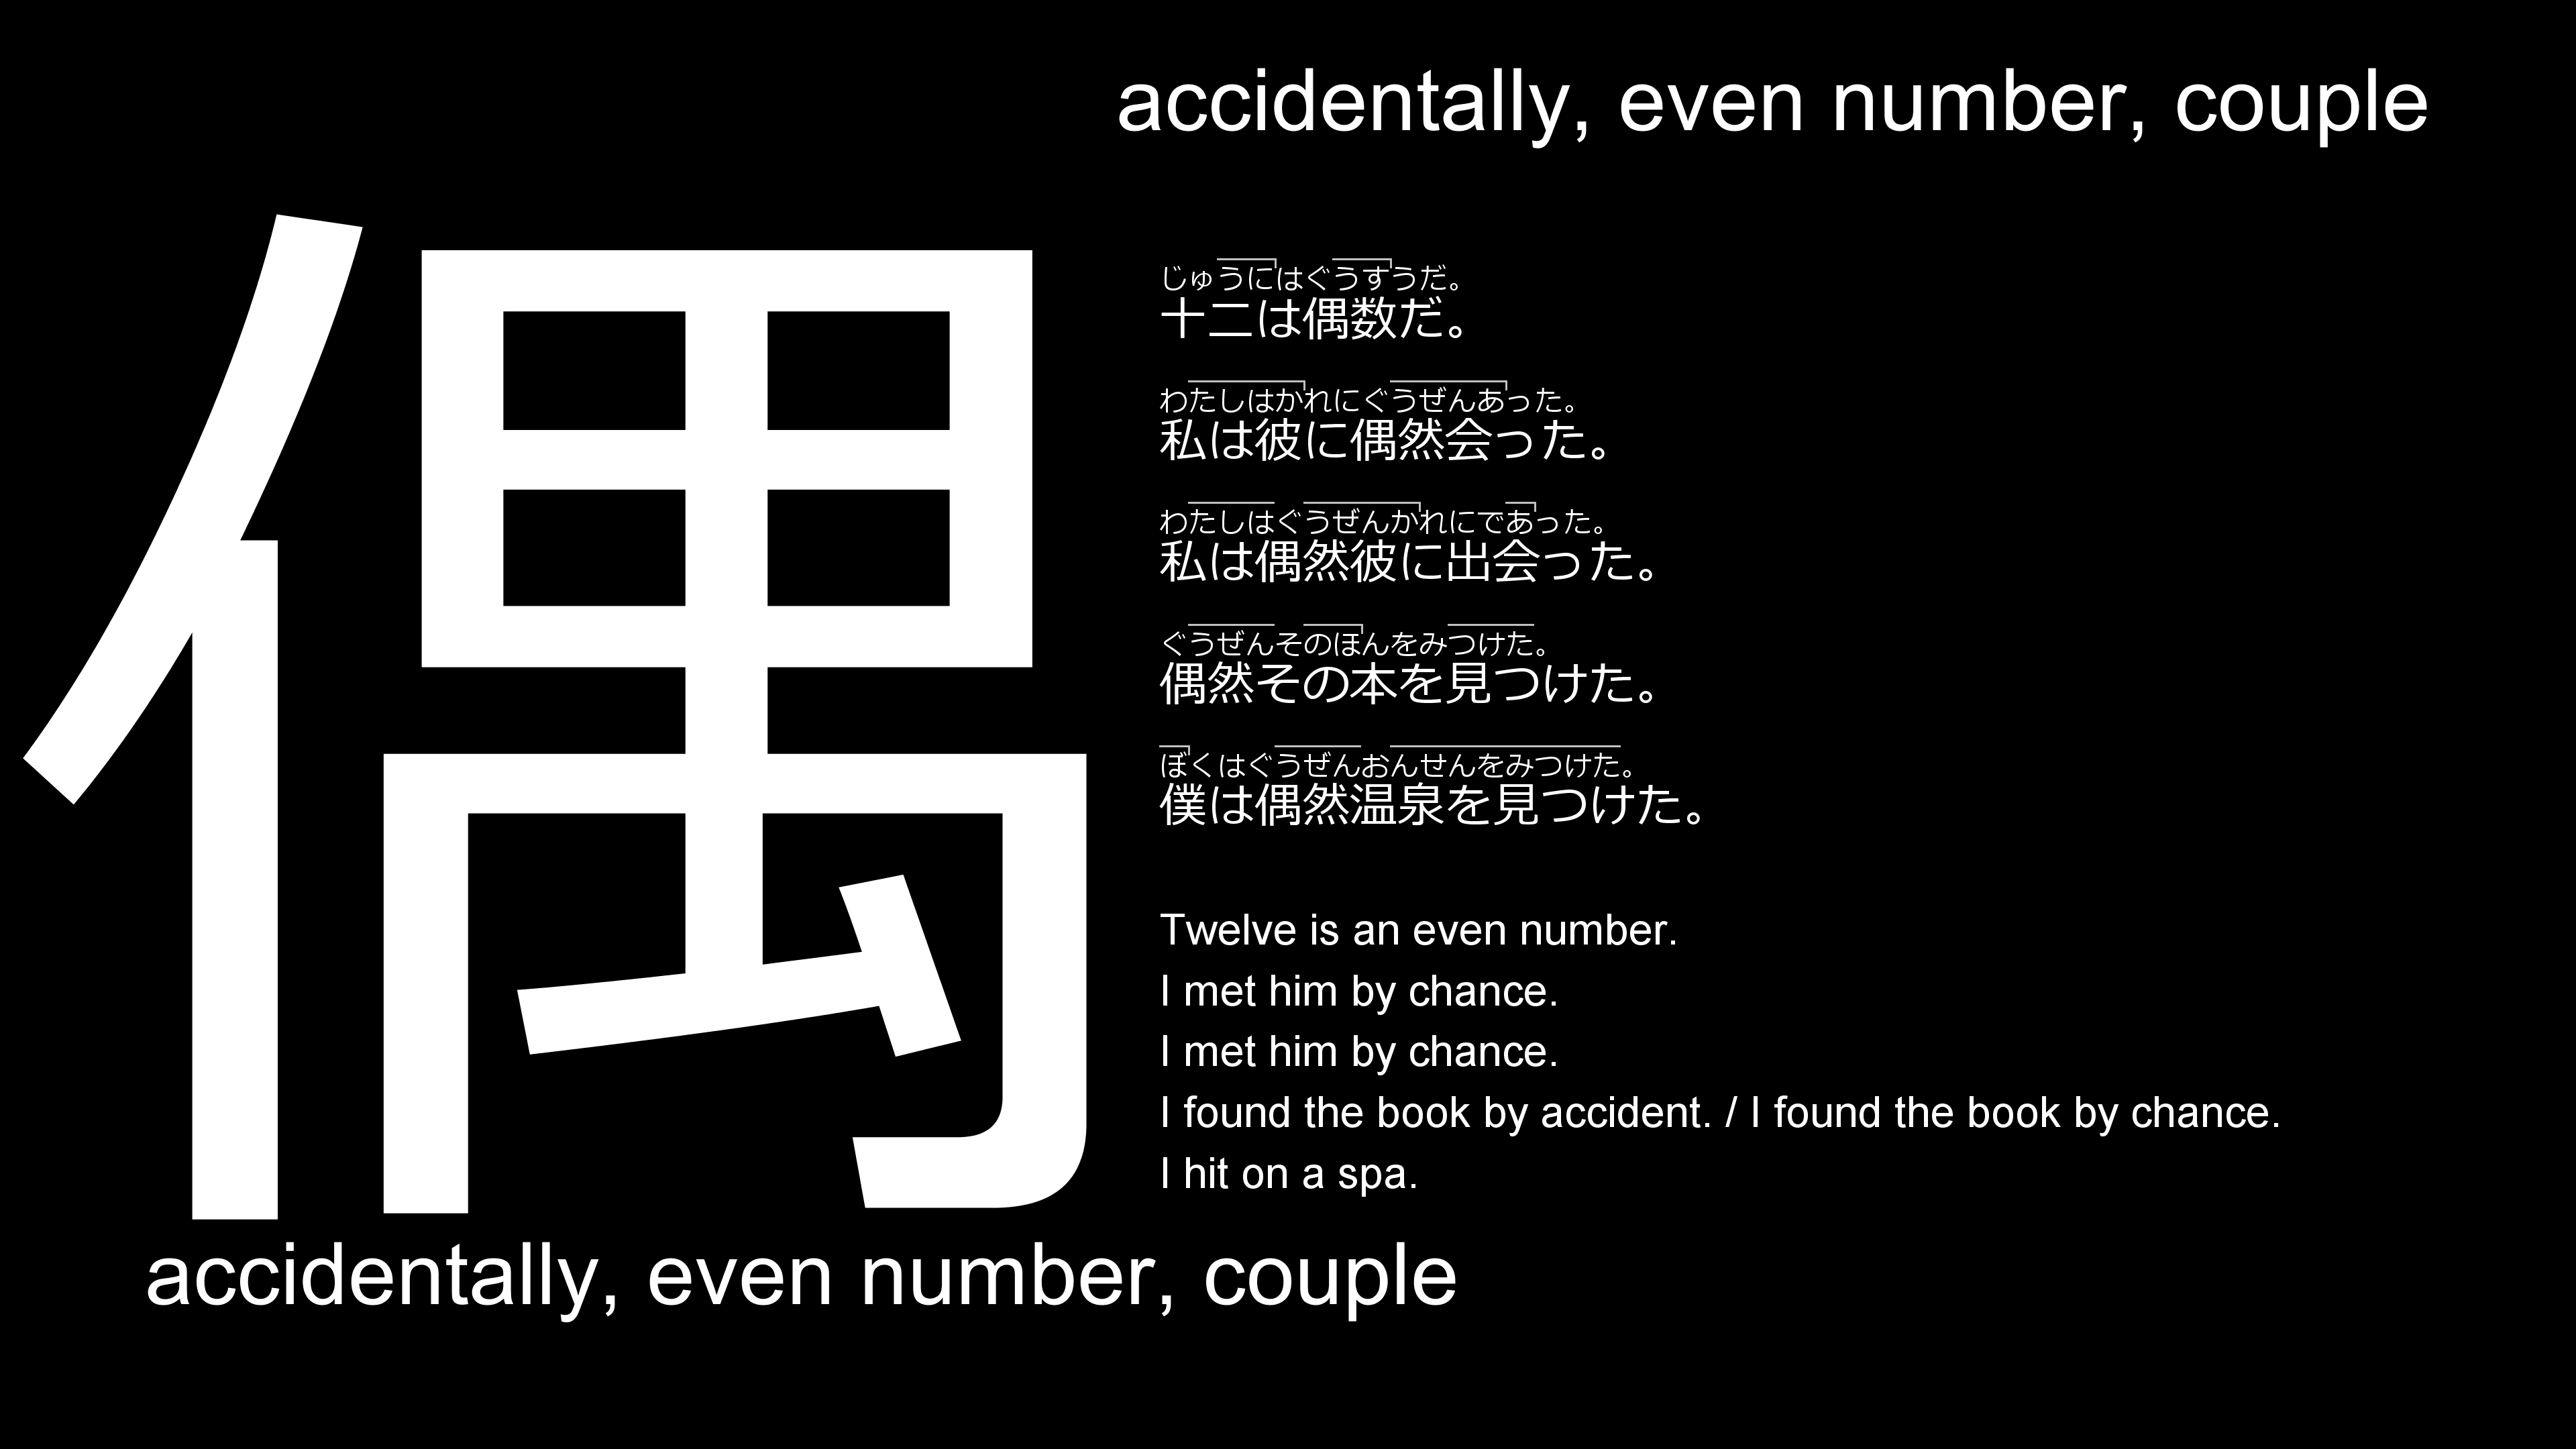 accidentally, even number, couple
偶
じゅうにはぐうすうだ。
十二は偶数だ。
わたしはかれにぐうぜんあった。
私は彼に偶然会った。
わたしはぐうぜんかれにであった。
私は偶然彼に出会った。
ぐうぜんそのほんをみつけた。
偶然その本を見つけた。
ぼくはぐうぜんおんせんをみつけた。
僕は偶然温泉を見つけた。
Twelve is an even number.
I met him by chance.
I met him by chance.
I found the book by accident. / I found the book by chance.
I hit on a spa.
accidentally, even number, couple